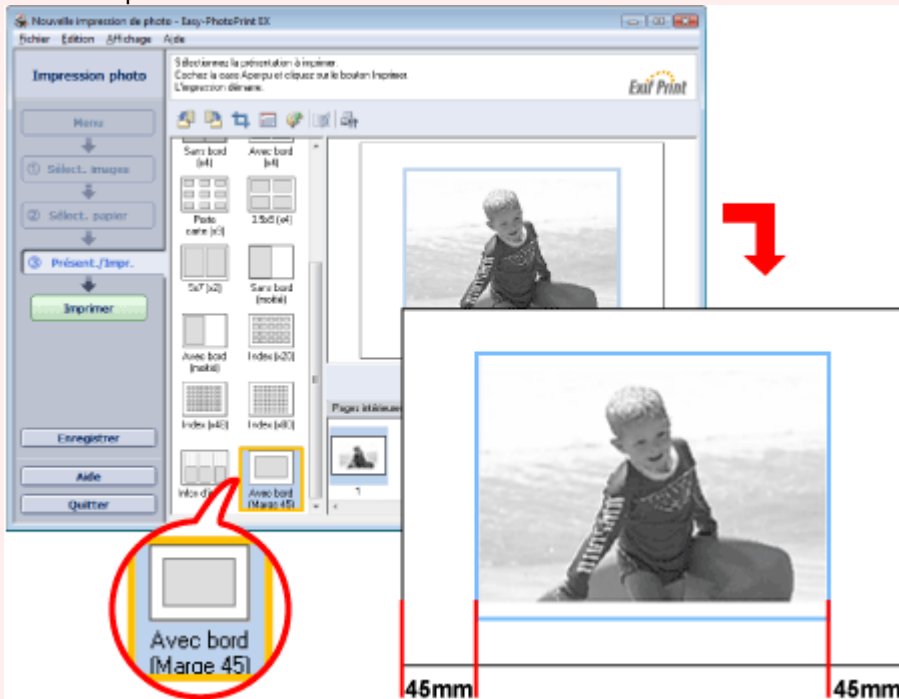 Nouvelle impression de photo - Easy-PhotoPrint EX
Fichier Edition Affichage Aide
Impression photo
Sélectionnez la présentation à imprimer.
Cochez la case Aperçu et cliquez sur le bouton Imprimer.
L'impression démarre.
Exif Print
Menu
① Sélect. images
② Sélect. papier
③ Présent./Impr.
Imprimer
Enregistrer
Aide
Quitter
Sans bord
(x4)
Avec bord
(x4)
Porte
carte (x9)
3.5x5 (x4)
5x7 (x2)
Sans bord
(moitié)
Avec bord
(moitié)
Index (x20)
Index (x48)
Index (x80)
Avec bord
(Marge 45)
Pages intérieure
1
Avec bord
(Marge 45)
45mm
45mm